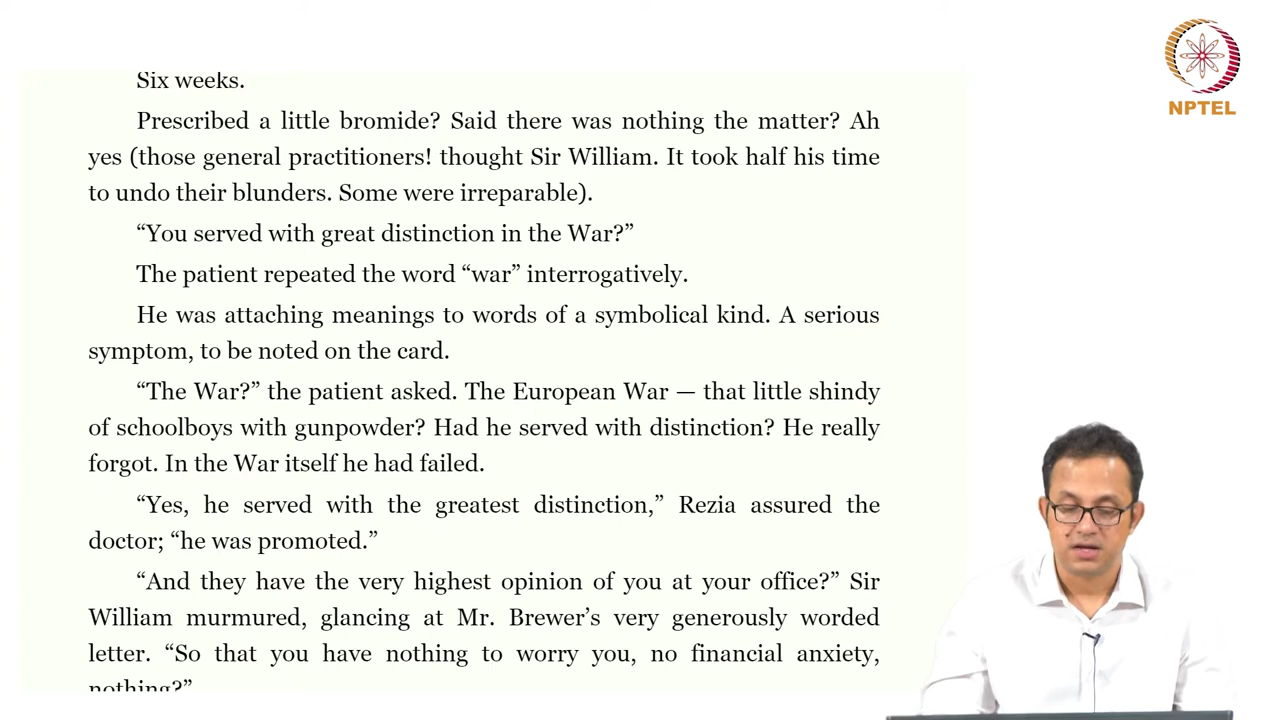 Six weeks.
Prescribed a little bromide? Said there was nothing the matter? Ah
yes (those general practitioners! thought Sir William. It took half his time
to undo their blunders. Some were irreparable).
“You served with great distinction in the War?”
The patient repeated the word “war” interrogatively.
He was attaching meanings to words of a symbolical kind. A serious
symptom, to be noted on the card.
“The War?” the patient asked. The European War — that little shindy
of schoolboys with gunpowder? Had he served with distinction? He really
forgot. In the War itself he had failed.
“Yes, he served with the greatest distinction,” Rezia assured the
doctor; “he was promoted.”
“And they have the very highest opinion of you at your office?” Sir
William murmured, glancing at Mr. Brewer’s very generously worded
letter. “So that you have nothing to worry you, no financial anxiety,
nothing?”
NPTEL